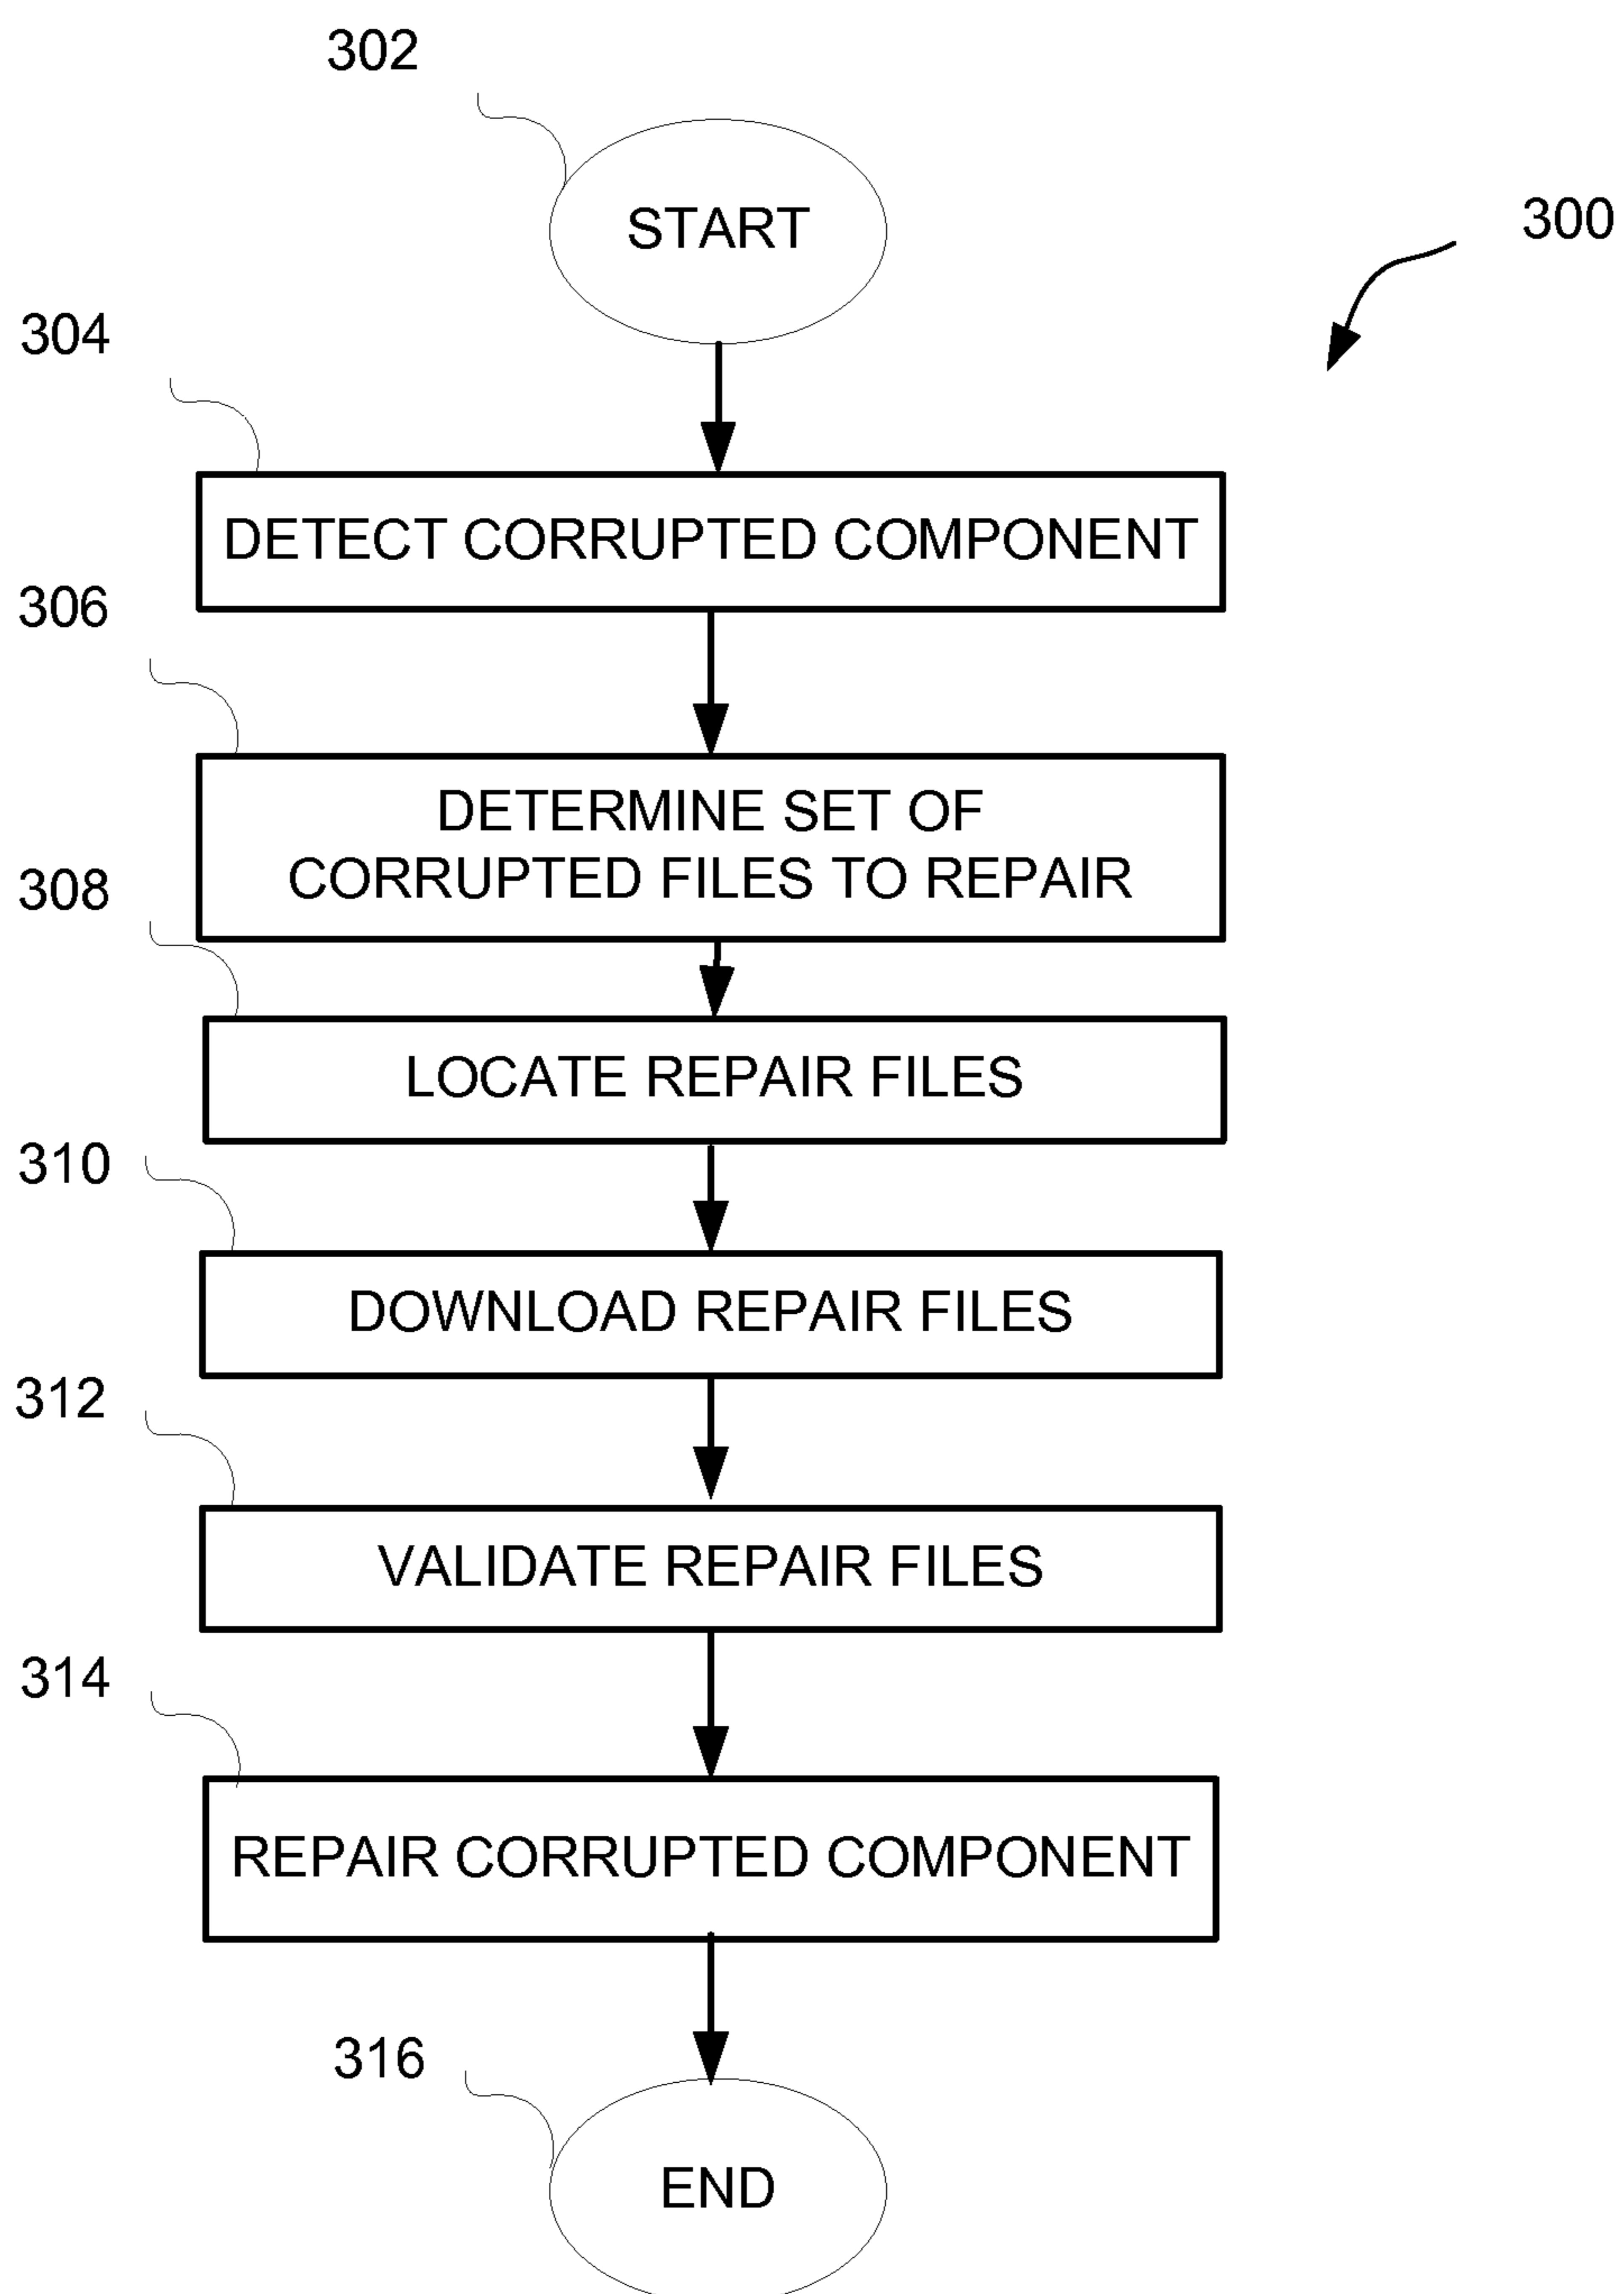 302
START
300
304
DETECT CORRUPTED COMPONENT
306
DETERMINE SET OF
CORRUPTED FILES TO REPAIR
308
LOCATE REPAIR FILES
310
DOWNLOAD REPAIR FILES
312
VALIDATE REPAIR FILES
314
REPAIR CORRUPTED COMPONENT
316
END